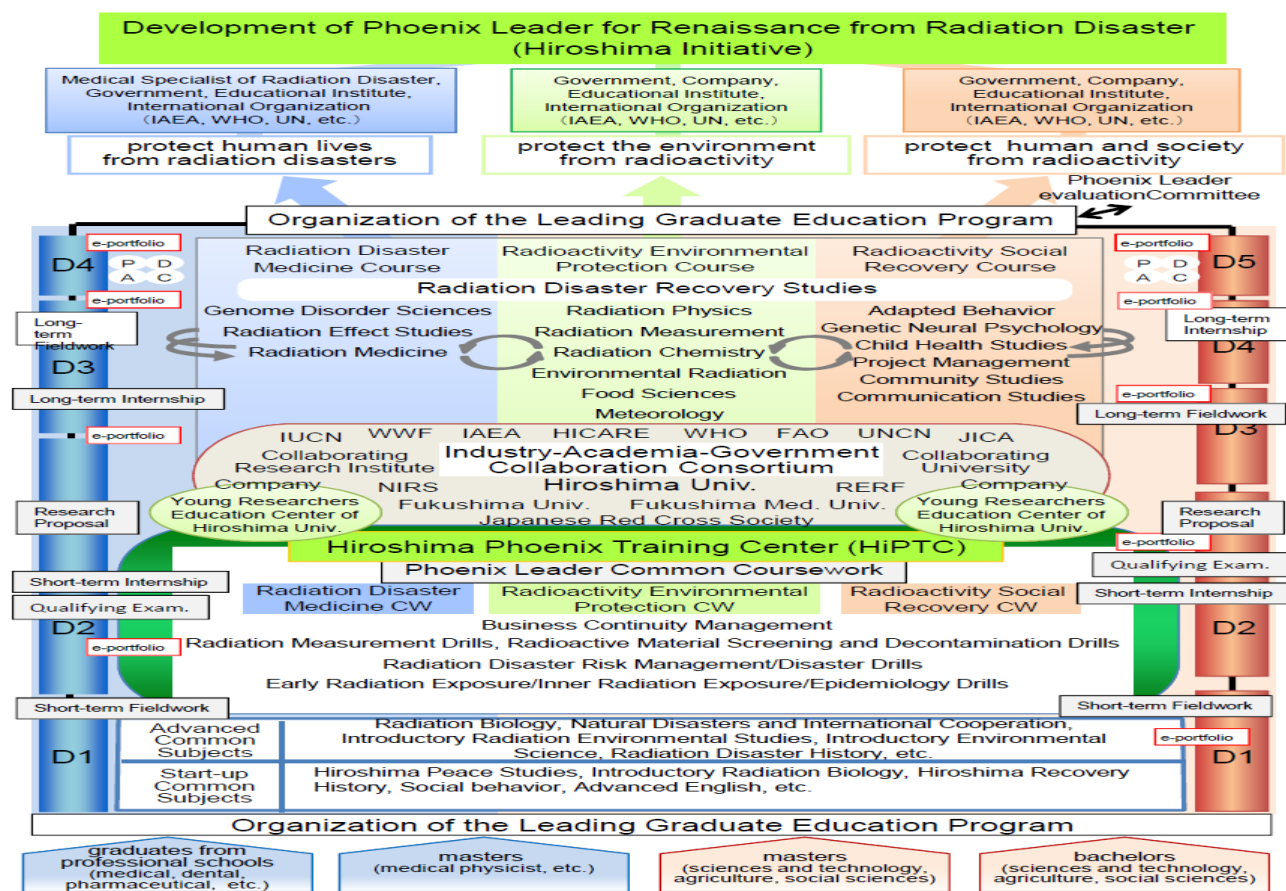 Development of Phoenix Leader for Renaissance from Radiation Disaster
(Hiroshima Initiative)
Medical Specialist of Radiation Disaster,
Government, Educational Institute,
International Organization
(IAEA, WHO, UN, etc.)
Government, Company,
Educational Institute,
International Organization
(IAEA, WHO, UN, etc.)
Government, Company,
Educational Institute,
International Organization
(IAEA, WHO, UN, etc.)
protect human lives
from radiation disasters
protect the environment
from radioactivity
protect human and society
from radioactivity
Phoenix Leader
evaluationCommittee
Organization of the Leading Graduate Education Program
e-portfolio
D4
P D
A C
e-portfolio
Long-
term
Fieldwork
D3
Long-term Internship
e-portfolio
Research
Proposal
Short-term Internship
Qualifying Exam.
D2
e-portfolio
Short-term Fieldwork
D1
Radiation Disaster
Medicine Course
Radioactivity Environmental
Protection Course
Radioactivity Social
Recovery Course
Radiation Disaster Recovery Studies
Genome Disorder Sciences
Radiation Effect Studies
Radiation Medicine
Radiation Physics
Radiation Measurement
Radiation Chemistry
Environmental Radiation
Food Sciences
Meteorology
Adapted Behavior
Genetic Neural Psychology
Child Health Studies
Project Management
Community Studies
Communication Studies
e-portfolio
D5
P D
A C
e-portfolio
Long-term
Internship
D4
e-portfolio
Long-term Fieldwork
D3
Research
Proposal
e-portfolio
Qualifying Exam.
Short-term Internship
D2
Short-term Fieldwork
e-portfolio
D1
IUCN WWF IAEA HICARE WHO FAO UNCN JICA
Collaborating
Research Institute
Company
Industry-Academia-Government
Collaboration Consortium
Collaborating
University
Company
NIRS Hiroshima Univ. RERF
Fukushima Univ. Fukushima Med. Univ.
Japanese Red Cross Society
Young Researchers
Education Center of
Hiroshima Univ.
Young Researchers
Education Center of
Hiroshima Univ.
Hiroshima Phoenix Training Center (HiPTC)
Phoenix Leader Common Coursework
Radiation Disaster
Medicine CW
Radioactivity Environmental
Protection CW
Radioactivity Social
Recovery CW
Business Continuity Management
Radiation Measurement Drills, Radioactive Material Screening and Decontamination Drills
Radiation Disaster Risk Management/Disaster Drills
Early Radiation Exposure/Inner Radiation Exposure/Epidemiology Drills
Advanced
Common
Subjects
Radiation Biology, Natural Disasters and International Cooperation,
Introductory Radiation Environmental Studies, Introductory Environmental
Science, Radiation Disaster History, etc.
Start-up
Common
Subjects
Hiroshima Peace Studies, Introductory Radiation Biology, Hiroshima Recovery
History, Social behavior, Advanced English, etc.
Organization of the Leading Graduate Education Program
graduates from
professional schools
(medical, dental,
pharmaceutical, etc.)
masters
(medical physicist, etc.)
masters
(sciences and technology,
agriculture, social sciences)
bachelors
(sciences and technology,
agriculture, social sciences)